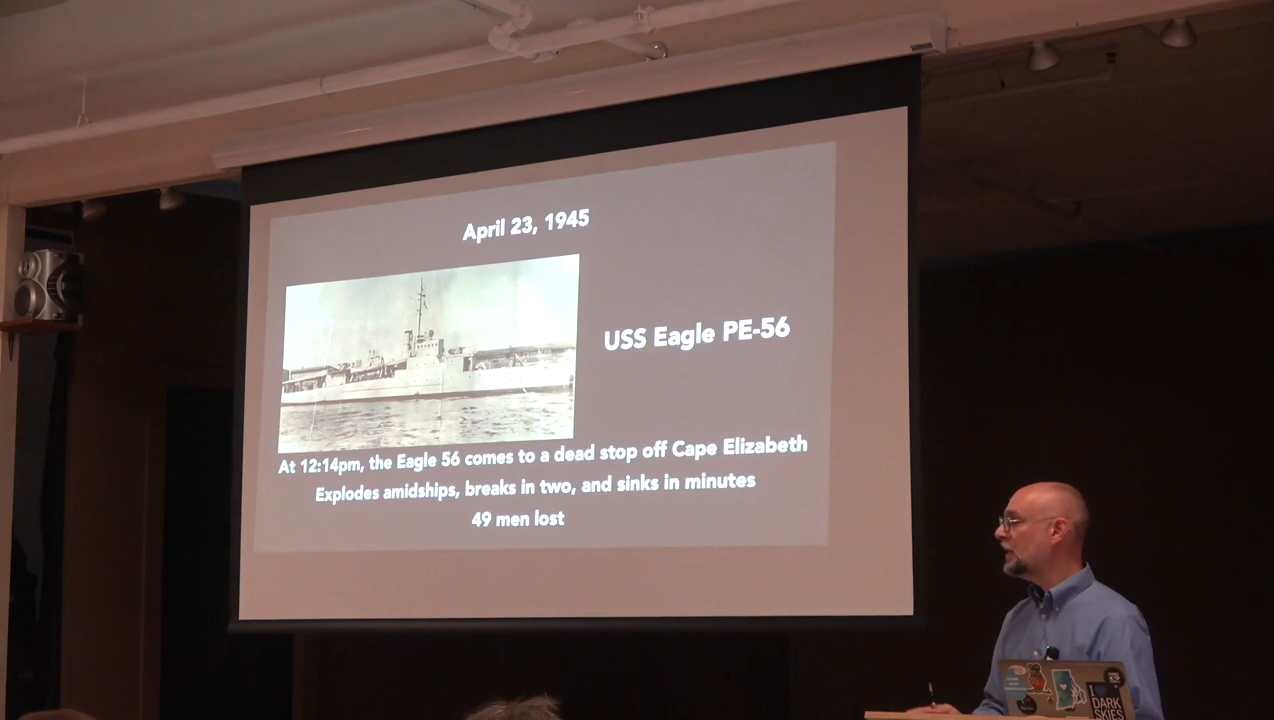 April 23, 1945
USS Eagle PE-56
At 12:14pm, the Eagle 56 comes to a dead stop off Cape Elizabeth
Explodes amidships, breaks in two, and sinks in minutes
49 men lost
I
DARK
SKIES